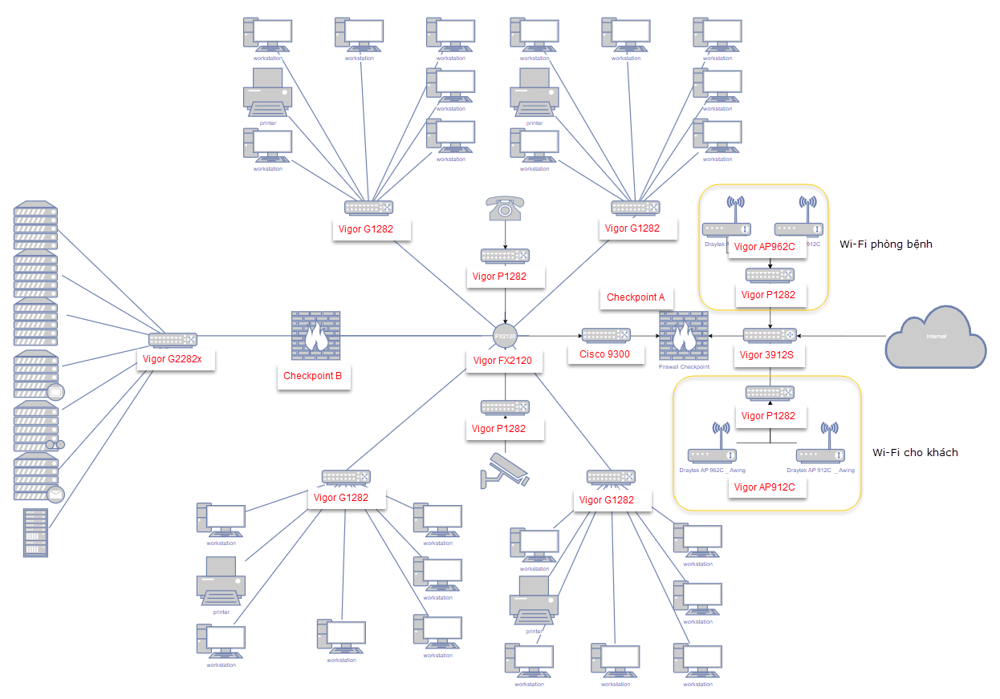 workstation
workstation
workstation
workstation
workstation
workstation
workstation
workstation
printer
printer
workstation
workstation
workstation
workstation
Vigor G1282
Vigor G1282
Draytek
Vigor AP962C
912C
Wi-Fi phòng bệnh
Vigor P1282
Vigor P1282
Checkpoint A
FX2120
Internet
Vigor G2282x
Checkpoint B
Vigor FX2120
Cisco 9300
Firewall Checkpoint
Vigor 3912S
Vigor P1282
Vigor P1282
Wi-Fi cho khách
Draytek AP 962C _ Awing
Draytek AP 912C _ Awing
Vigor AP912C
Vigor G1282
Vigor G1282
workstation
workstation
workstation
workstation
workstation
printer
workstation
printer
workstation
workstation
workstation
workstation
workstation
workstation